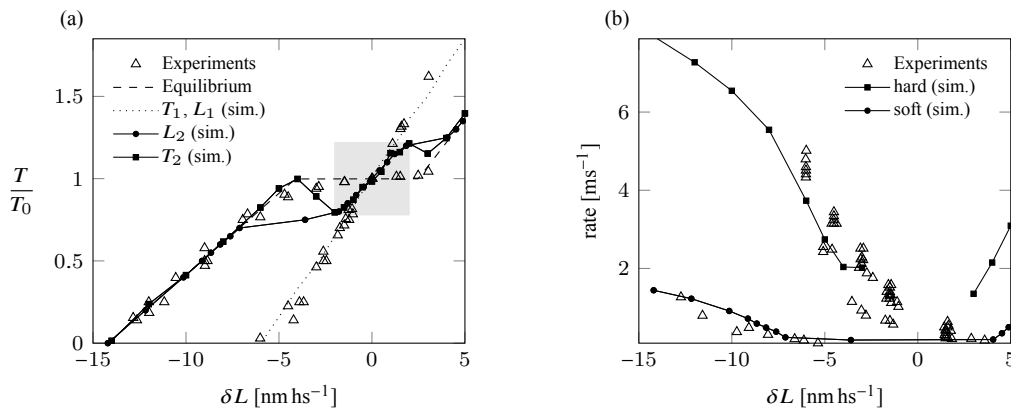 (a)
Experiments
Equilibrium
T₁, L₁ (sim.)
L₂ (sim.)
T₂ (sim.)
T
T₀
1.5
1
0.5
0
−15 −10 −5 0 5
δL [nm hs⁻¹]
(b)
Experiments
hard (sim.)
soft (sim.)
rate [ms⁻¹]
6
4
2
−15 −10 −5 0 5
δL [nm hs⁻¹]